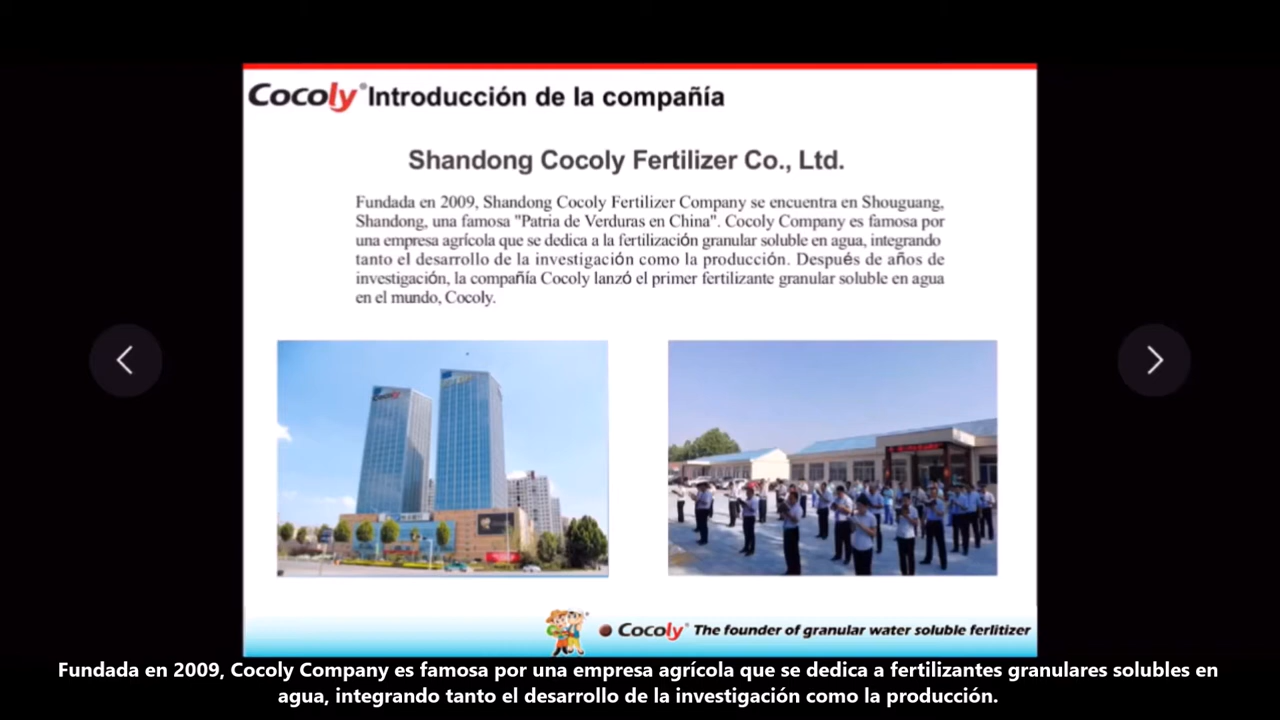 Cocoly® Introducción de la compañía
Shandong Cocoly Fertilizer Co., Ltd.
Fundada en 2009, Shandong Cocoly Fertilizer Company se encuentra en Shouguang,
Shandong, una famosa "Patria de Verduras en China". Cocoly Company es famosa por
una empresa agrícola que se dedica a la fertilización granular soluble en agua, integrando
tanto el desarrollo de la investigación como la producción. Después de años de
investigación, la compañía Cocoly lanzó el primer fertilizante granular soluble en agua
en el mundo, Cocoly.
Cocoly
Cocoly® The founder of granular water soluble ferlitizer
Fundada en 2009, Cocoly Company es famosa por una empresa agrícola que se dedica a fertilizantes granulares solubles en
agua, integrando tanto el desarrollo de la investigación como la producción.